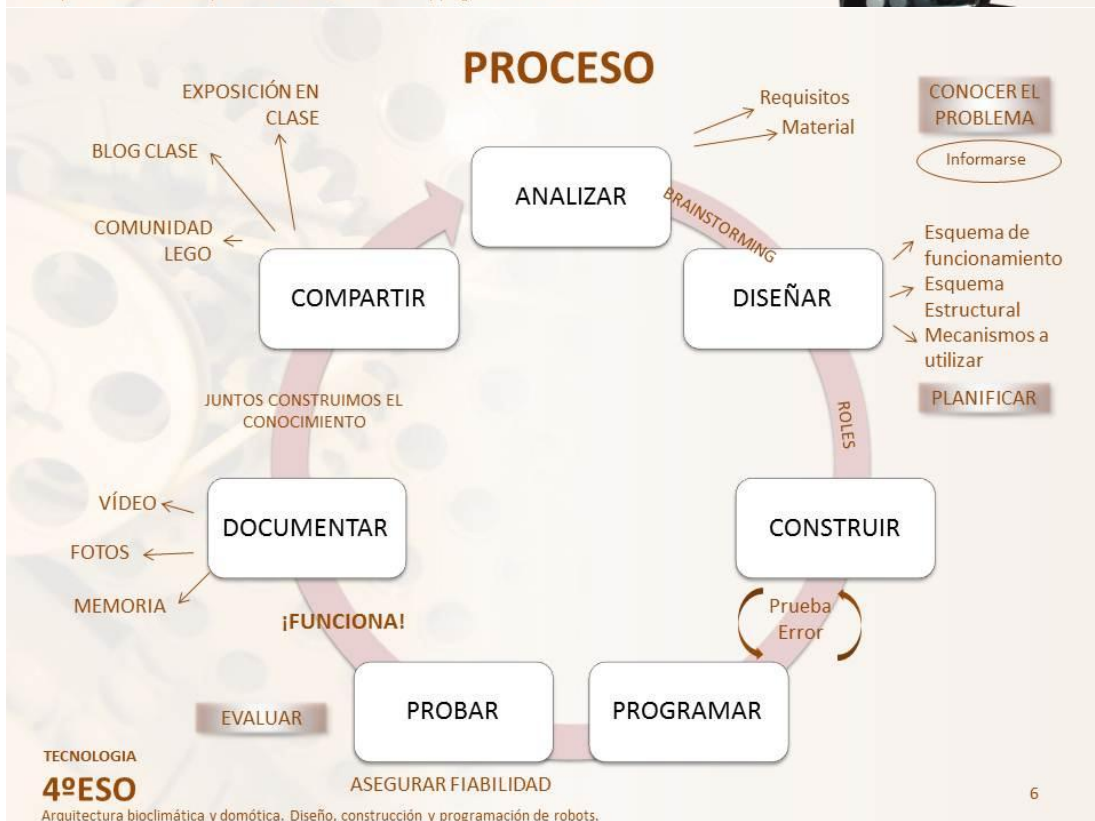 PROCESO
EXPOSICIÓN EN
CLASE
BLOG CLASE
COMUNIDAD
LEGO
Requisitos
Material
CONOCER EL
PROBLEMA
Informarse
ANALIZAR
BRAINSTORMING
DISEÑAR
Esquema de
funcionamiento
Esquema
Estructural
Mecanismos a
utilizar
PLANIFICAR
COMPARTIR
ROLES
JUNTOS CONSTRUIMOS EL
CONOCIMIENTO
CONSTRUIR
Prueba
Error
VÍDEO
FOTOS
MEMORIA
DOCUMENTAR
¡FUNCIONA!
PROGRAMAR
PROBAR
EVALUAR
ASEGURAR FIABILIDAD
TECNOLOGIA
4ºESO
Arquitectura bioclimática y domótica. Diseño, construcción y programación de robots.
6